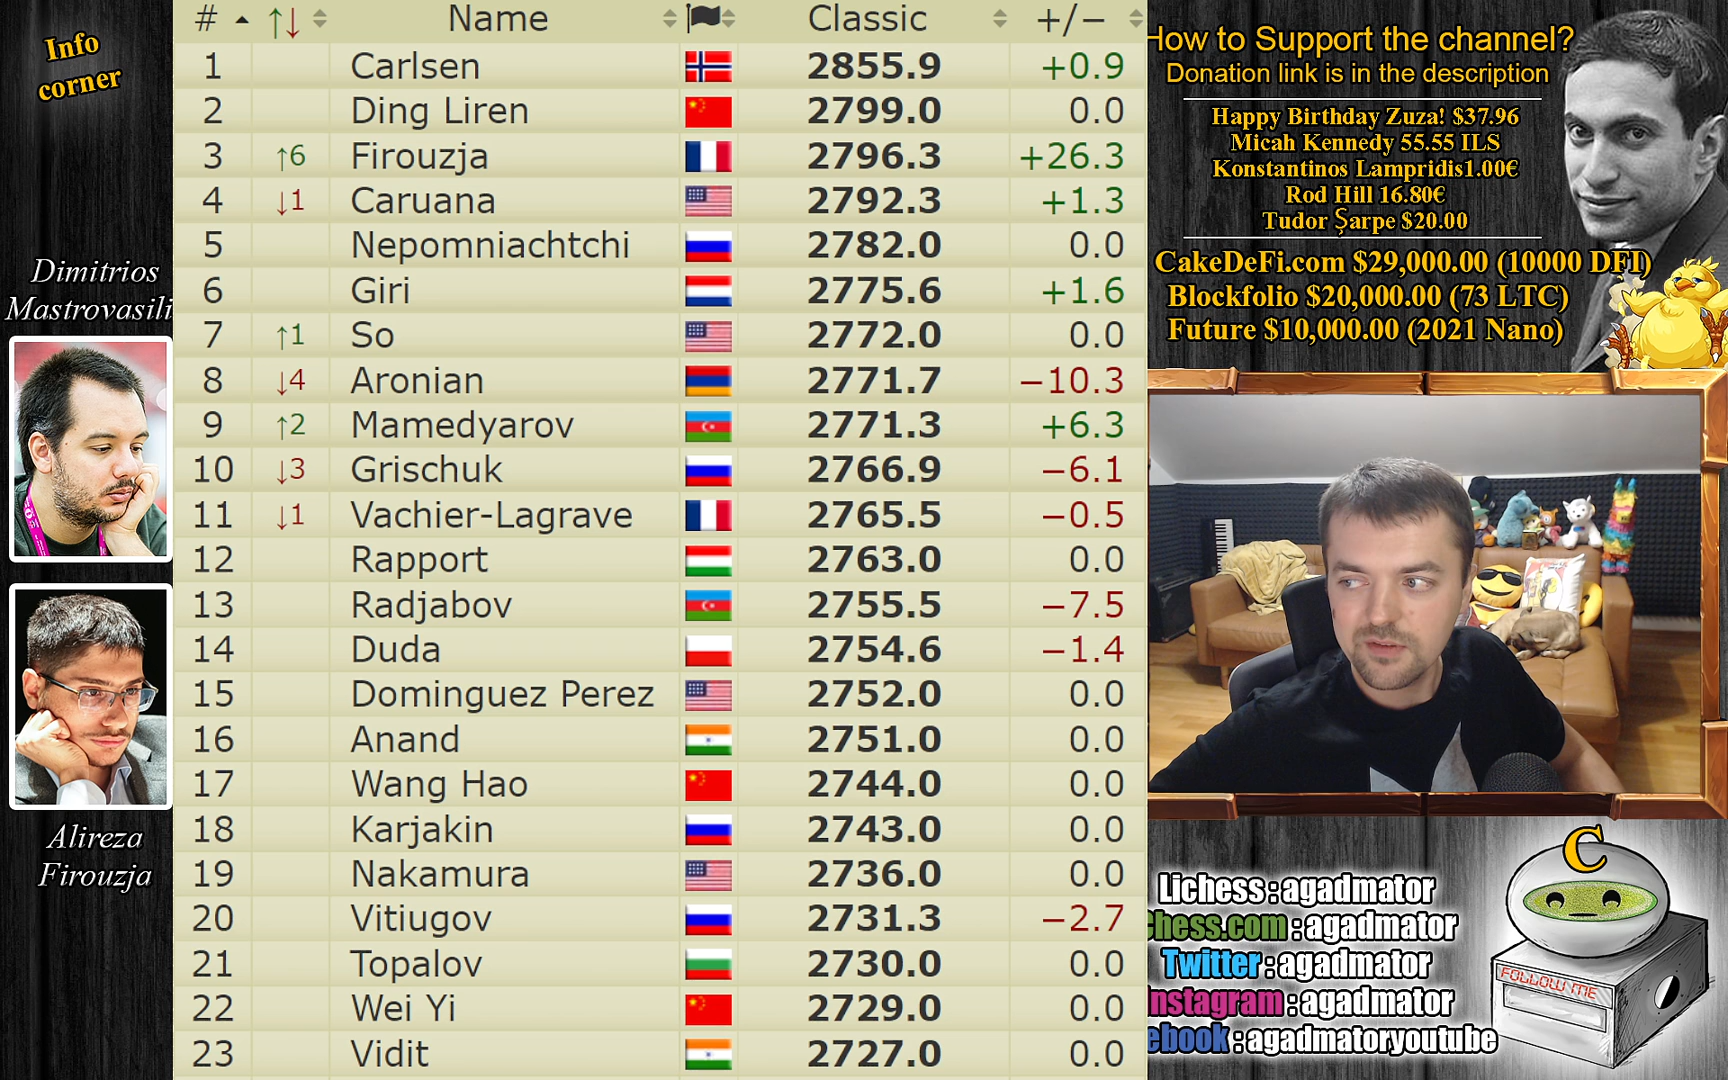 Info
corner
Dimitrios
Mastrovasili
Alireza
Firouzja
# ↑↓ Name Classic +/−
1 Carlsen 2855.9 +0.9
2 Ding Liren 2799.0 0.0
3 ↑6 Firouzja 2796.3 +26.3
4 ↓1 Caruana 2792.3 +1.3
5 Nepomniachtchi 2782.0 0.0
6 Giri 2775.6 +1.6
7 ↑1 So 2772.0 0.0
8 ↓4 Aronian 2771.7 −10.3
9 ↑2 Mamedyarov 2771.3 +6.3
10 ↓3 Grischuk 2766.9 −6.1
11 ↓1 Vachier-Lagrave 2765.5 −0.5
12 Rapport 2763.0 0.0
13 Radjabov 2755.5 −7.5
14 Duda 2754.6 −1.4
15 Dominguez Perez 2752.0 0.0
16 Anand 2751.0 0.0
17 Wang Hao 2744.0 0.0
18 Karjakin 2743.0 0.0
19 Nakamura 2736.0 0.0
20 Vitiugov 2731.3 −2.7
21 Topalov 2730.0 0.0
22 Wei Yi 2729.0 0.0
23 Vidit 2727.0 0.0
How to Support the channel?
Donation link is in the description
Happy Birthday Zuza! $37.96
Micah Kennedy 55.55 ILS
Konstantinos Lampridis1.00€
Rod Hill 16.80€
Tudor Şarpe $20.00
CakeDeFi.com $29,000.00 (10000 DFI)
Blockfolio $20,000.00 (73 LTC)
Future $10,000.00 (2021 Nano)
C
Lichess : agadmator
Chess.com : agadmator
Twitter : agadmator
Instagram : agadmator
ebook : agadmatoryoutube
FOLLOW ME